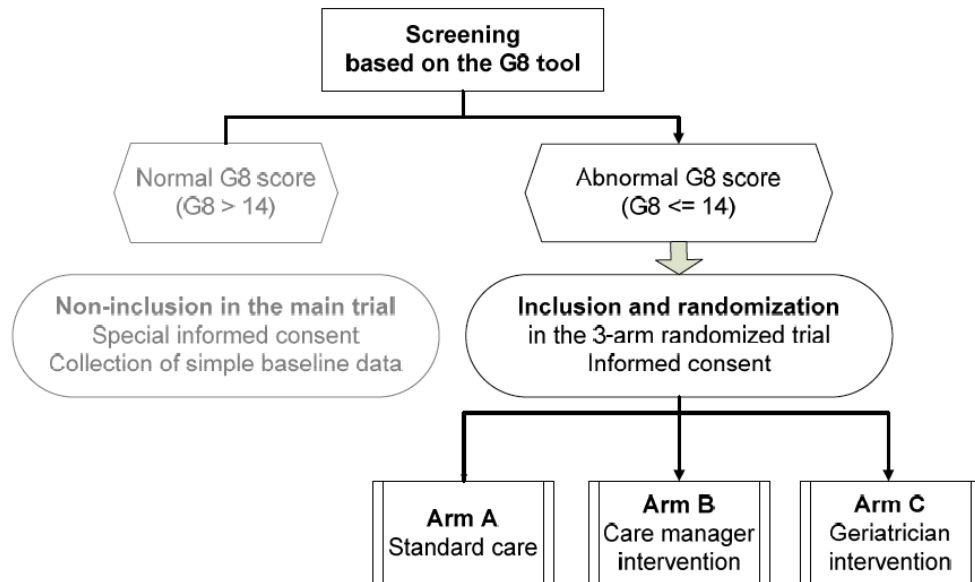 Screening
based on the G8 tool
Normal G8 score
(G8 > 14)
Abnormal G8 score
(G8 <= 14)
Non-inclusion in the main trial
Special informed consent
Collection of simple baseline data
Inclusion and randomization
in the 3-arm randomized trial
Informed consent
Arm A
Standard care
Arm B
Care manager
intervention
Arm C
Geriatrician
intervention